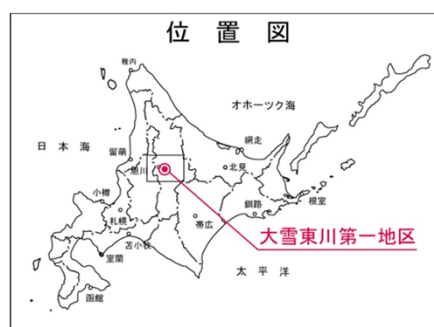 位置図
稚内
オホーツク海
網走
日本海
留萌
旭川
北見
小樽
札幌
帯広
釧路
根室
苫小牧
大雪東川第一地区
室蘭
太平洋
函館